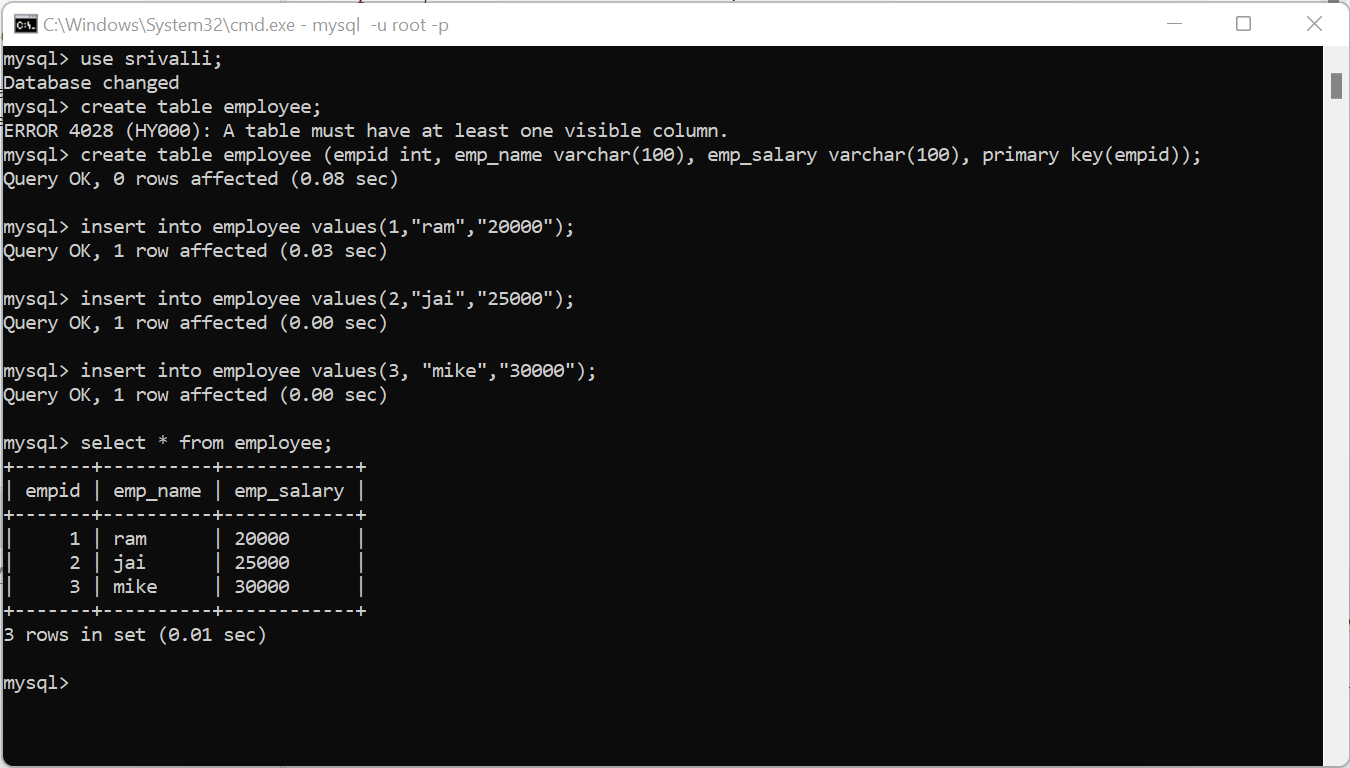 C:\Windows\System32\cmd.exe - mysql  -u root -p
mysql> use srivalli;
Database changed
mysql> create table employee;
ERROR 4028 (HY000): A table must have at least one visible column.
mysql> create table employee (empid int, emp_name varchar(100), emp_salary varchar(100), primary key(empid));
Query OK, 0 rows affected (0.08 sec)

mysql> insert into employee values(1,"ram","20000");
Query OK, 1 row affected (0.03 sec)

mysql> insert into employee values(2,"jai","25000");
Query OK, 1 row affected (0.00 sec)

mysql> insert into employee values(3, "mike","30000");
Query OK, 1 row affected (0.00 sec)

mysql> select * from employee;
+-------+----------+------------+
| empid | emp_name | emp_salary |
+-------+----------+------------+
|     1 | ram      | 20000      |
|     2 | jai      | 25000      |
|     3 | mike     | 30000      |
+-------+----------+------------+
3 rows in set (0.01 sec)

mysql>